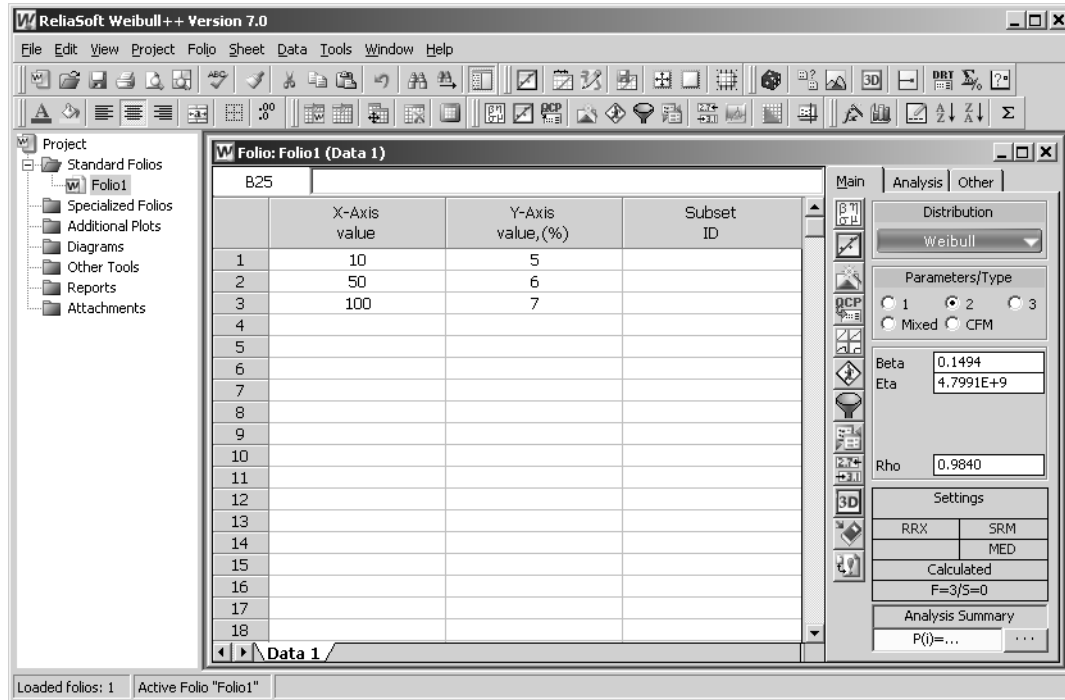 ReliaSoft Weibull++ Version 7.0
File Edit View Project Folio Sheet Data Tools Window Help
Project
Standard Folios
Folio1
Specialized Folios
Additional Plots
Diagrams
Other Tools
Reports
Attachments
Folio: Folio1 (Data 1)
B25
X-Axis value
Y-Axis value,(%)
Subset ID
1 10 5
2 50 6
3 100 7
4
5
6
7
8
9
10
11
12
13
14
15
16
17
18
Data 1
Main Analysis Other
Distribution
Weibull
Parameters/Type
1 2 3
Mixed CFM
Beta 0.1494
Eta 4.7991E+9
Rho 0.9840
Settings
RRX SRM
MED
Calculated
F=3/S=0
Analysis Summary
P(i)=... ...
Loaded folios: 1 Active Folio "Folio1"